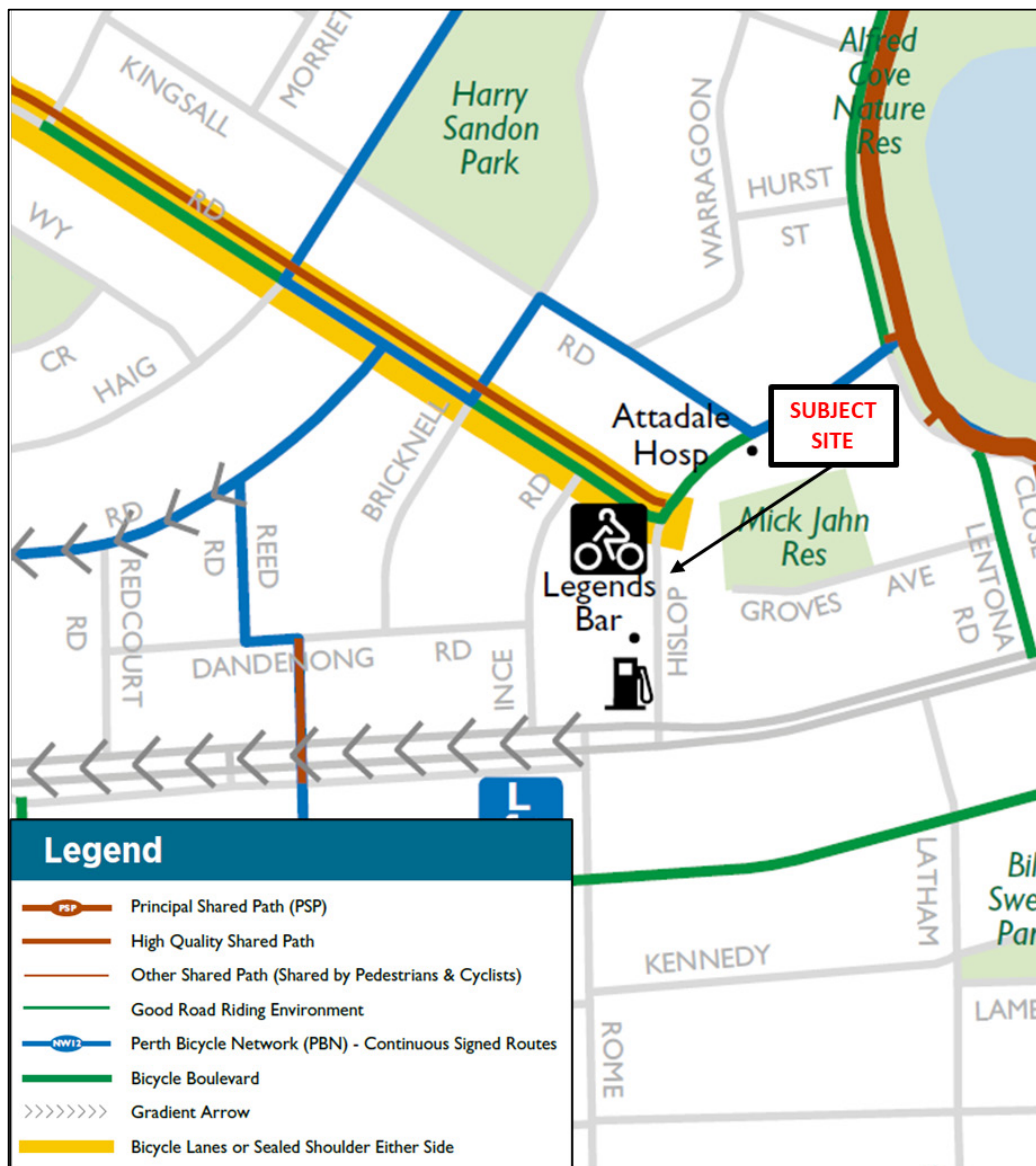 MORRIET
KINGSALL
Harry
Sandon
Park
Alfred
Cove
Nature
Res
WARRAGOON
HURST
ST
RD
WY
CR
HAIG
RD
Attadale
Hosp
SUBJECT
SITE
BRICKNELL
RD
Mick Jahn
Res
CLOSE
LENTONA
RD
Legends
Bar
HISLOP
GROVES
AVE
RD
RD
REED
REDCOURT
RD
DANDENONG
RD
INCE
L
Legend
PSP
Principal Shared Path (PSP)
High Quality Shared Path
Other Shared Path (Shared by Pedestrians & Cyclists)
Good Road Riding Environment
NW12
Perth Bicycle Network (PBN) - Continuous Signed Routes
Bicycle Boulevard
Gradient Arrow
Bicycle Lanes or Sealed Shoulder Either Side
LATHAM
Bil
Swe
Par
KENNEDY
LAME
ROME